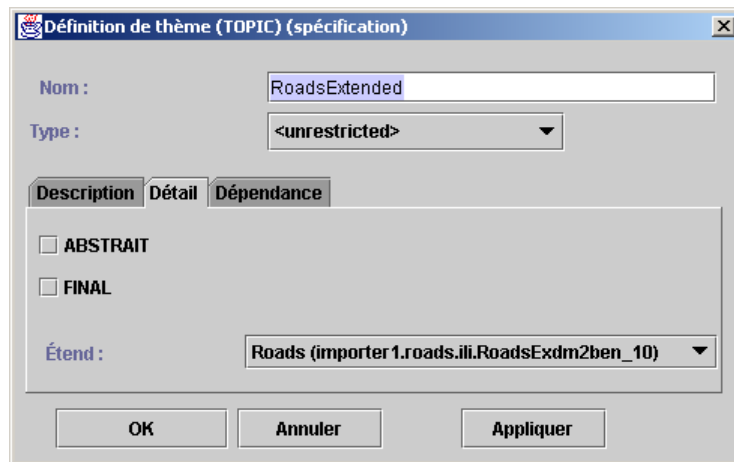 Définition de thème (TOPIC) (spécification)
Nom : RoadsExtended
Type : <unrestricted>
Description Détail Dépendance
ABSTRAIT
FINAL
Étend : Roads (importer1.roads.ili.RoadsExdm2ben_10)
OK Annuler Appliquer